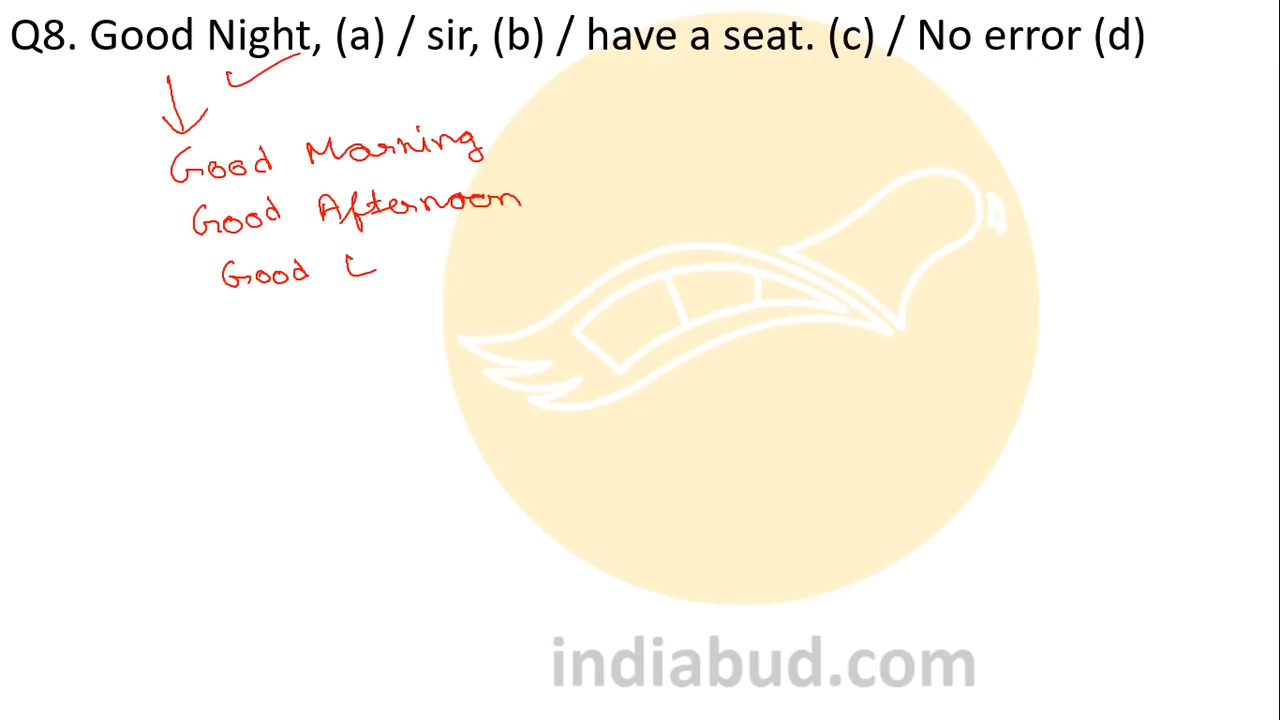 Q8. Good Night, (a) / sir, (b) / have a seat. (c) / No error (d)
Good Morning
Good Afternoon
Good
indiabud.com